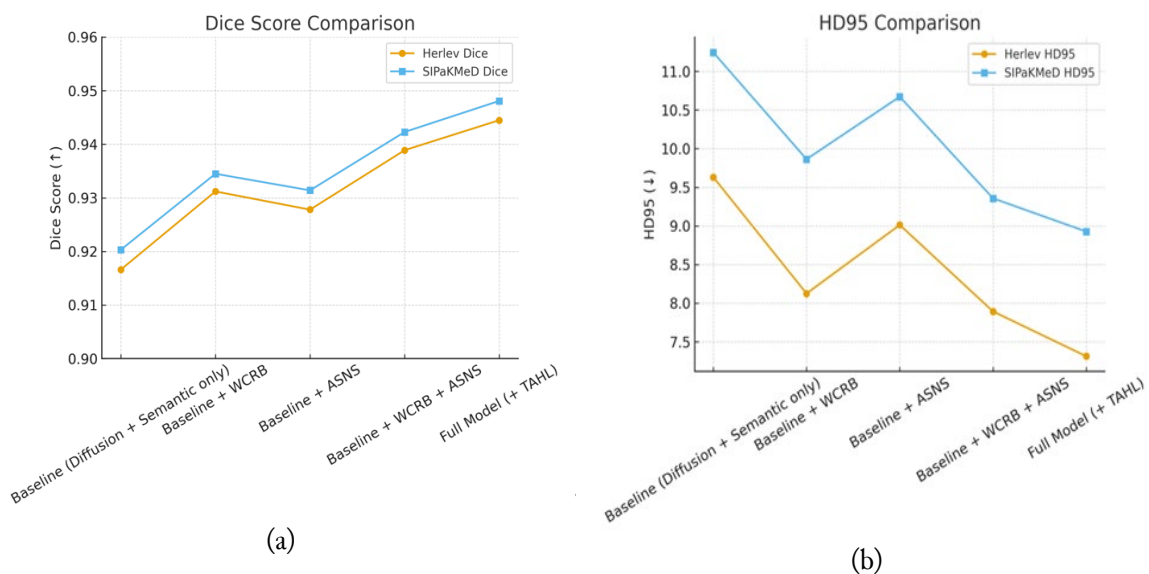 Dice Score Comparison
0.96
0.95
0.94
0.93
0.92
0.91
0.90
Dice Score (↑)
Herlev Dice
SIPaKMeD Dice
Baseline (Diffusion + Semantic only)
Baseline + WCRB
Baseline + ASNS
Baseline + WCRB + ASNS
Full Model (+ TAHL)
(a)
HD95 Comparison
11.0
10.5
10.0
9.5
9.0
8.5
8.0
7.5
HD95 (↓)
Herlev HD95
SIPaKMeD HD95
Baseline (Diffusion + Semantic only)
Baseline + WCRB
Baseline + ASNS
Baseline + WCRB + ASNS
Full Model (+ TAHL)
(b)